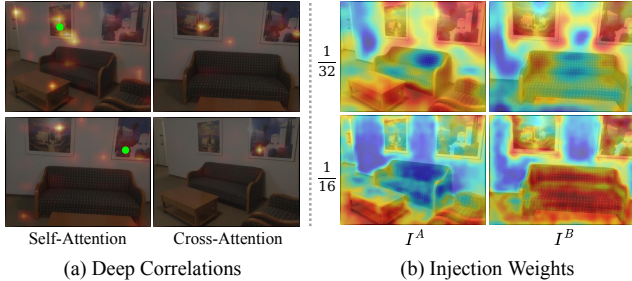 1
32
1
16
Self-Attention Cross-Attention
I^A I^B
(a) Deep Correlations (b) Injection Weights